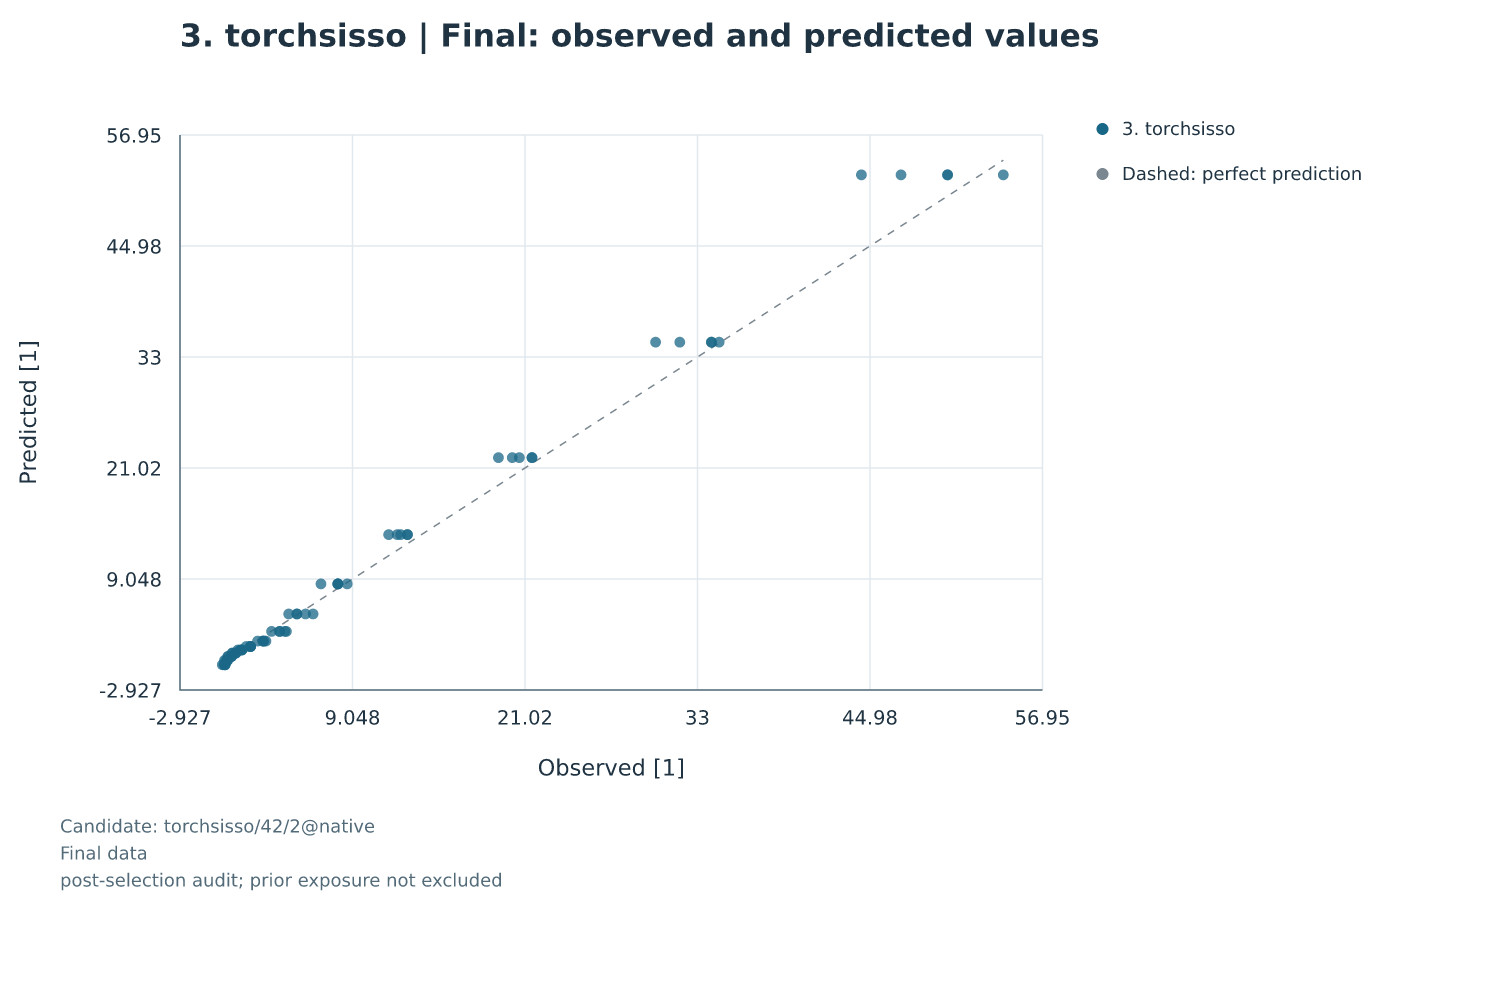 3. torchsisso | Final: observed and predicted values
56.95
44.98
33
21.02
9.048
-2.927
-2.927
9.048
21.02
33
44.98
56.95
Predicted [1]
Observed [1]
3. torchsisso
Dashed: perfect prediction
Candidate: torchsisso/42/2@native
Final data
post-selection audit; prior exposure not excluded